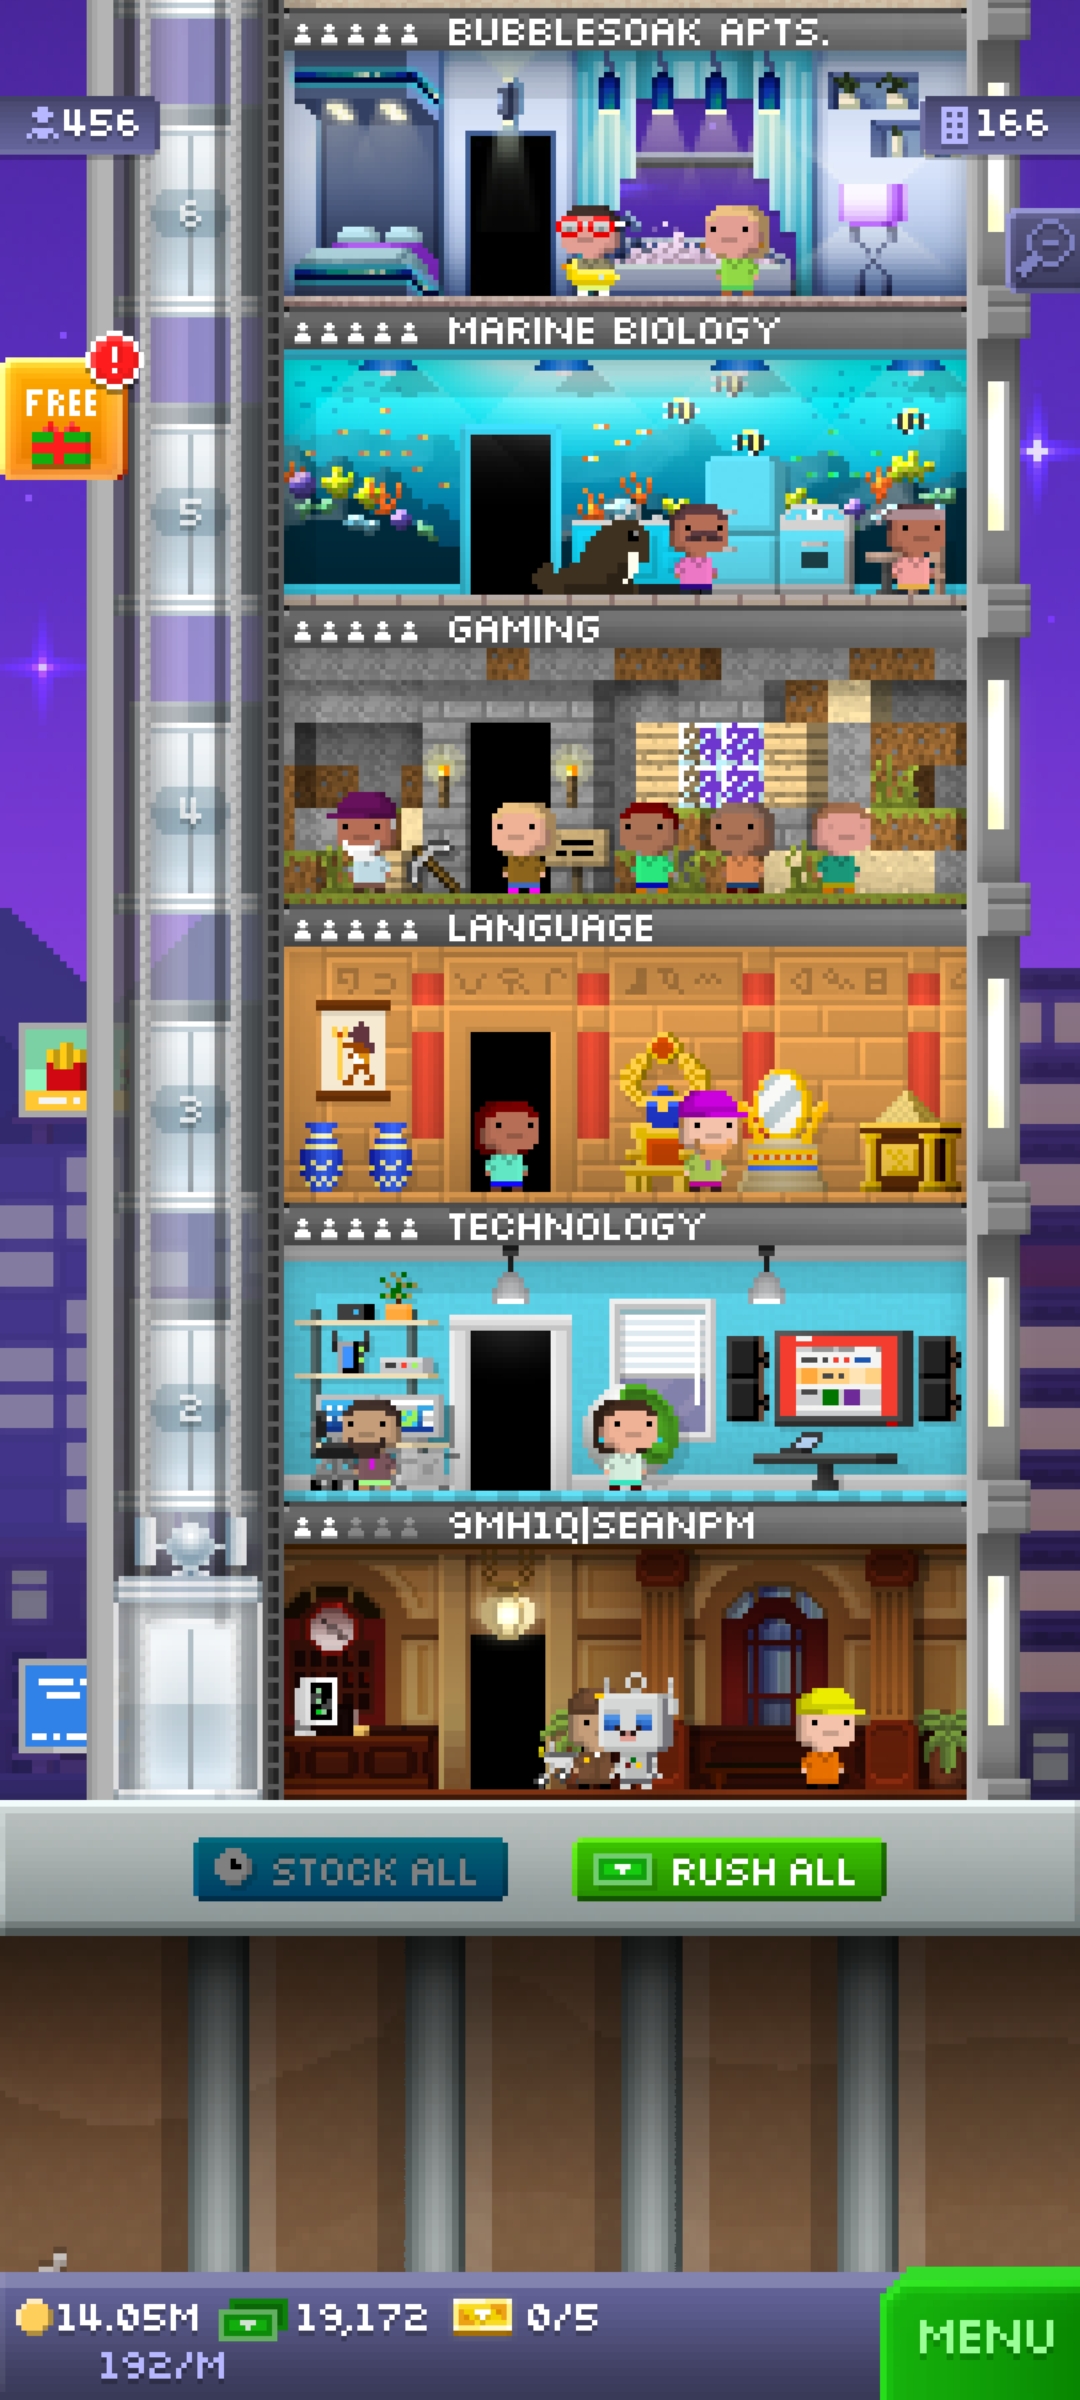 BUBBLESOAK APTS.
456
166
6
MARINE BIOLOGY
FREE
!
5
GAMING
4
LANGUAGE
3
TECHNOLOGY
2
9MH1Q|SEANPM
STOCK ALL
RUSH ALL
14.05M
19,172
0/5
192/M
MENU